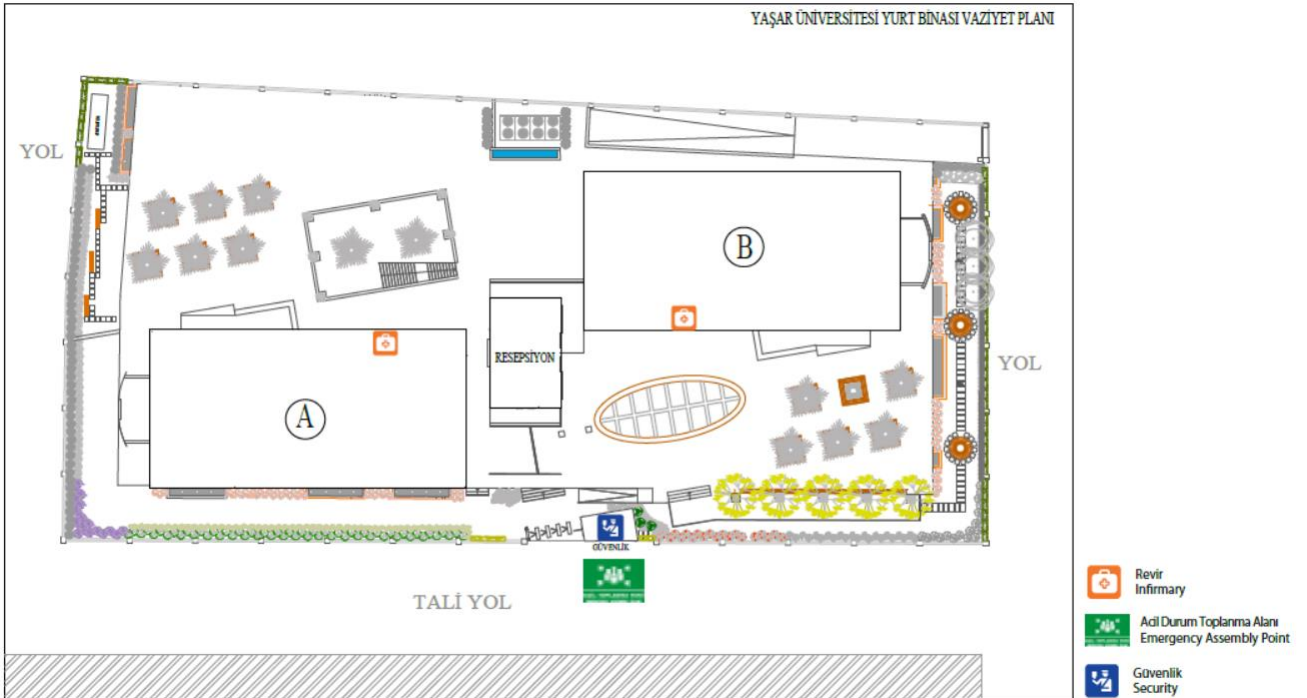 YAŞAR ÜNİVERSİTESİ YURT BİNASI VAZİYET PLANI
YOL
B
RESEPSİYON
YOL
A
GÜVENLİK
TALİ YOL
Revir
Infirmary
Acil Durum Toplanma Alanı
Emergency Assembly Point
Güvenlik
Security